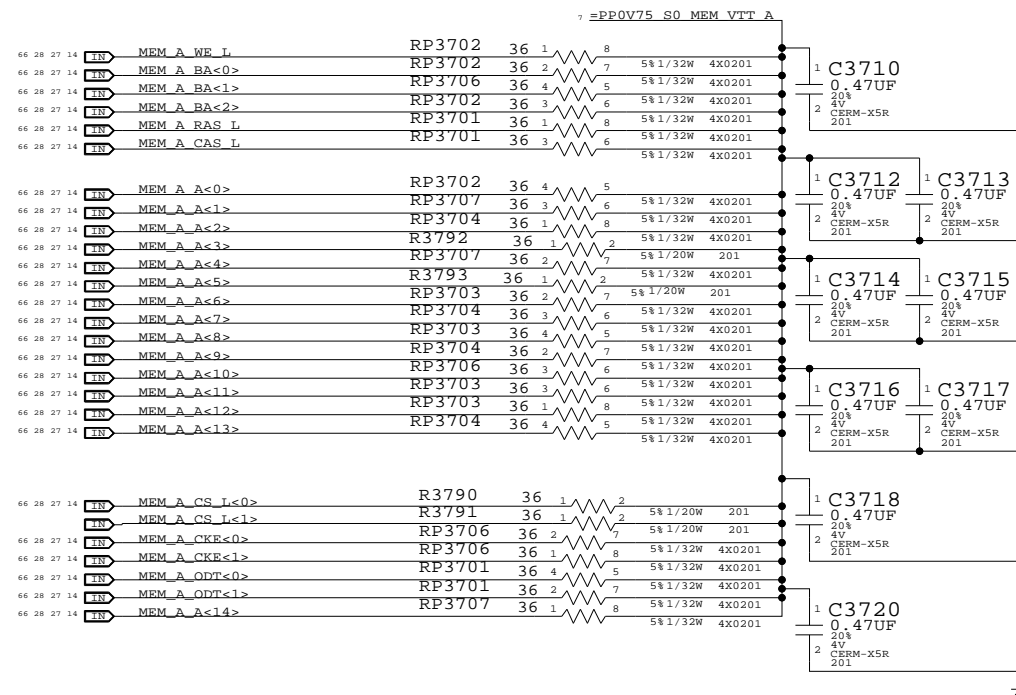 7 =PP0V75_S0_MEM_VTT_A
66 28 27 14 IN MEM_A_WE_L RP3702 36 1 8 5% 1/32W 4X0201
66 28 27 14 IN MEM_A_BA<0> RP3702 36 2 7 5% 1/32W 4X0201
66 28 27 14 IN MEM_A_BA<1> RP3706 36 4 5 5% 1/32W 4X0201
66 28 27 14 IN MEM_A_BA<2> RP3702 36 3 6 5% 1/32W 4X0201
66 28 27 14 IN MEM_A_RAS_L RP3701 36 1 8 5% 1/32W 4X0201
66 28 27 14 IN MEM_A_CAS_L RP3701 36 3 6 5% 1/32W 4X0201
1 C3710
0.47UF
20%
4V
2 CERM-X5R
201
66 28 27 14 IN MEM_A_A<0> RP3702 36 4 5 5% 1/32W 4X0201
66 28 27 14 IN MEM_A_A<1> RP3707 36 3 6 5% 1/32W 4X0201
66 28 27 14 IN MEM_A_A<2> RP3704 36 1 8 5% 1/32W 4X0201
66 28 27 14 IN MEM_A_A<3> R3792 36 1 2 5% 1/20W 201
66 28 27 14 IN MEM_A_A<4> RP3707 36 2 7 5% 1/32W 4X0201
66 28 27 14 IN MEM_A_A<5> R3793 36 1 2 5% 1/20W 201
66 28 27 14 IN MEM_A_A<6> RP3703 36 2 7 5% 1/32W 4X0201
66 28 27 14 IN MEM_A_A<7> RP3704 36 3 6 5% 1/32W 4X0201
66 28 27 14 IN MEM_A_A<8> RP3703 36 4 5 5% 1/32W 4X0201
66 28 27 14 IN MEM_A_A<9> RP3704 36 2 7 5% 1/32W 4X0201
66 28 27 14 IN MEM_A_A<10> RP3706 36 3 6 5% 1/32W 4X0201
66 28 27 14 IN MEM_A_A<11> RP3703 36 3 6 5% 1/32W 4X0201
66 28 27 14 IN MEM_A_A<12> RP3703 36 1 8 5% 1/32W 4X0201
66 28 27 14 IN MEM_A_A<13> RP3704 36 4 5 5% 1/32W 4X0201
1 C3712 1 C3713
0.47UF 0.47UF
20% 20%
4V 4V
2 CERM-X5R 2 CERM-X5R
201 201
1 C3714 1 C3715
0.47UF 0.47UF
20% 20%
4V 4V
2 CERM-X5R 2 CERM-X5R
201 201
1 C3716 1 C3717
0.47UF 0.47UF
20% 20%
4V 4V
2 CERM-X5R 2 CERM-X5R
201 201
66 28 27 14 IN MEM_A_CS_L<0> R3790 36 1 2 5% 1/20W 201
IN MEM_A_CS_L<1> R3791 36 1 2 5% 1/20W 201
66 28 27 14 IN MEM_A_CKE<0> RP3706 36 2 7 5% 1/32W 4X0201
66 28 27 14 IN MEM_A_CKE<1> RP3706 36 1 8 5% 1/32W 4X0201
66 28 27 14 IN MEM_A_ODT<0> RP3701 36 4 5 5% 1/32W 4X0201
66 28 27 14 IN MEM_A_ODT<1> RP3701 36 2 7 5% 1/32W 4X0201
66 28 27 14 IN MEM_A_A<14> RP3707 36 1 8 5% 1/32W 4X0201
1 C3718
0.47UF
20%
4V
2 CERM-X5R
201
1 C3720
0.47UF
20%
4V
2 CERM-X5R
201